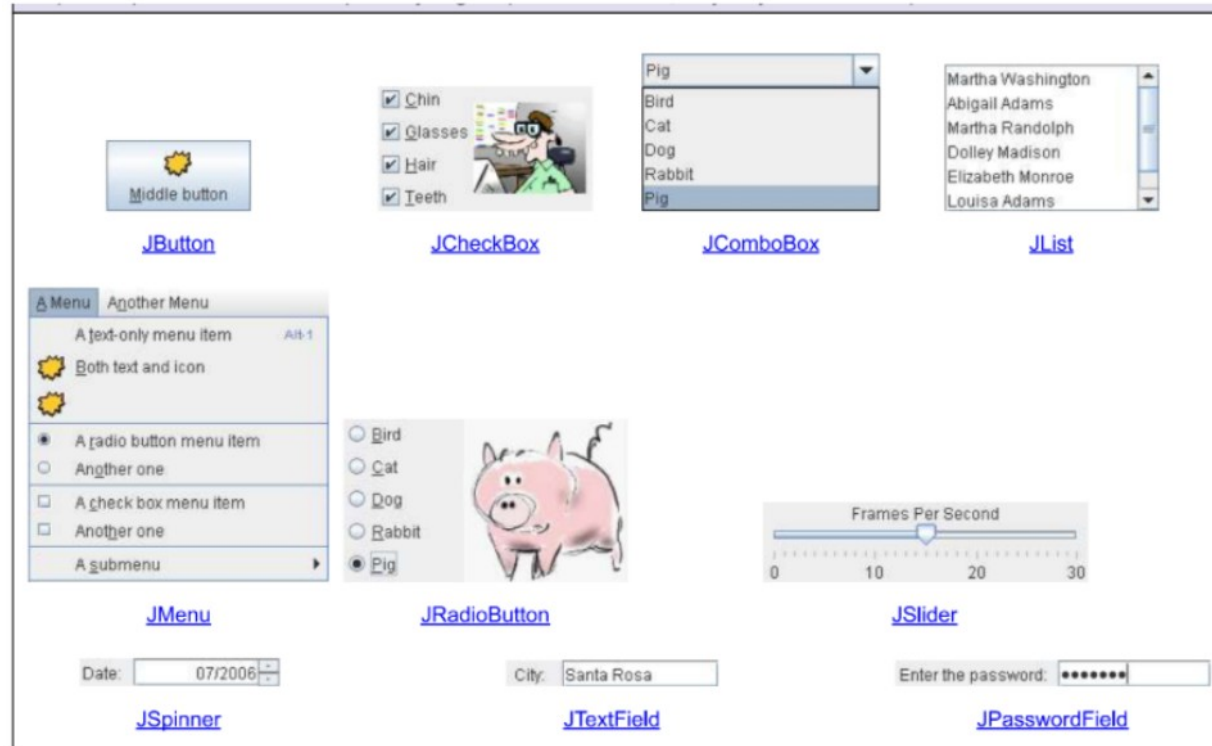 Middle button
JButton
Chin
Glasses
Hair
Teeth
JCheckBox
Pig
Bird
Cat
Dog
Rabbit
Pig
JComboBox
Martha Washington
Abigail Adams
Martha Randolph
Dolley Madison
Elizabeth Monroe
Louisa Adams
JList
A Menu Another Menu
A text-only menu item Alt-1
Both text and icon
A radio button menu item
Another one
A check box menu item
Another one
A submenu
JMenu
Bird
Cat
Dog
Rabbit
Pig
JRadioButton
Frames Per Second
0 10 20 30
JSlider
Date: 07/2006
JSpinner
City: Santa Rosa
JTextField
Enter the password: •••••••
JPasswordField